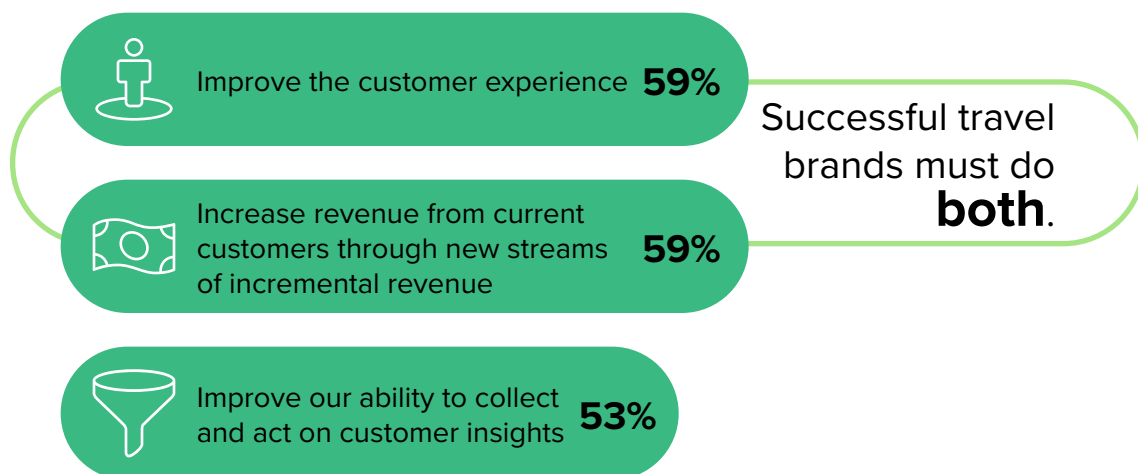 Improve the customer experience 59%
Successful travel
brands must do
both.
Increase revenue from current
customers through new streams
of incremental revenue
59%
Improve our ability to collect
and act on customer insights
53%